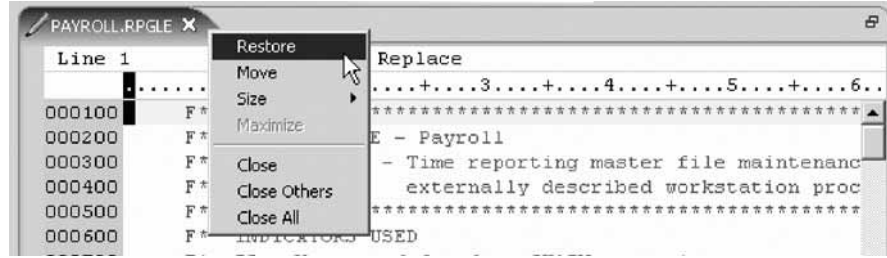 PAYROLL.RPGLE
Line 1 Replace
Restore
Move
Size
Maximize
Close
Close Others
Close All
....+....3....+....4....+....5....+....6..
000100 F* *****************************************
000200 F* E - Payroll
000300 F* - Time reporting master file maintenanc
000400 F* externally described workstation proc
000500 F* *****************************************
000600 F* INDICATORS USED